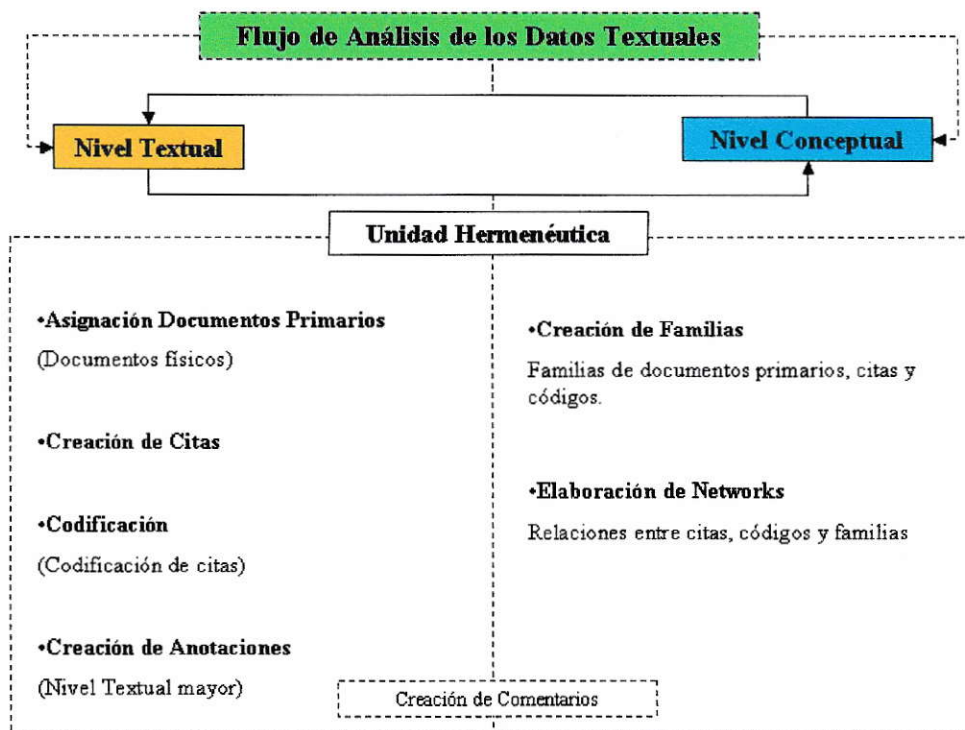 Flujo de Análisis de los Datos Textuales
Nivel Textual
Nivel Conceptual
Unidad Hermenéutica
•Asignación Documentos Primarios
(Documentos físicos)
•Creación de Citas
•Codificación
(Codificación de citas)
•Creación de Anotaciones
(Nivel Textual mayor)
•Creación de Familias
Familias de documentos primarios, citas y
códigos.
•Elaboración de Networks
Relaciones entre citas, códigos y familias
Creación de Comentarios